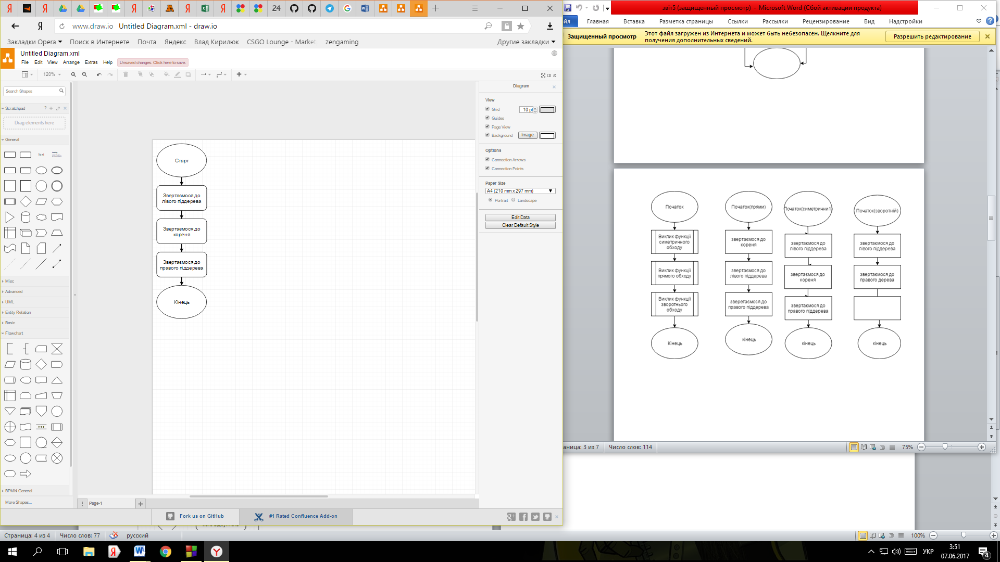 24
www.draw.io Untitled Diagram.xml - draw.io
Закладки Opera
Поиск в Интернете
Почта
Яндекс
Влад Кирилюк
CSGO Lounge - Market
zengaming
Другие закладки
Untitled Diagram.xml
File Edit View Arrange Extras Help
Unsaved changes. Click here to save.
120%
Search Shapes
Scratchpad
Drag elements here
General
Text
Misc
Advanced
UML
Entity Relation
Basic
Flowchart
BPMN General
More Shapes...
Старт
Звертаємося до
лівого піддерева
Звертаємося до
кореня
Звертаємося до
правого піддерева
Кінець
Diagram
View
Grid
10 pt
Guides
Page View
Background
Image
Options
Connection Arrows
Connection Points
Paper Size
A4 (210 mm x 297 mm)
Portrait
Landscape
Edit Data
Clear Default Style
Page-1
Fork us on GitHub
#1 Rated Confluence Add-on
звіт5 (защищенный просмотр) - Microsoft Word (Сбой активации продукта)
йл
Главная
Вставка
Разметка страницы
Ссылки
Рассылки
Рецензирование
Вид
Надстройки
Защищенный просмотр
Этот файл загружен из Интернета и может быть небезопасен. Щелкните для
получения дополнительных сведений.
Разрешить редактирование
Початок
Виклик функції
симетричного
обходу
Виклик функції
прямого обходу
Виклик функції
зворотнього
обходу
Кінець
Початок(прями)
звертаємося до
кореня
звертаємося до
лівого піддерева
зверетаємося до
правого піддерева
кінець
Початок(симетрични1)
звертаємося до
лівого піддерева
звертаємося до
кореня
звертаємося до
правого піддерева
кінець
Початок(зворотній)
звертаємося до
лівого піддерева
звертаємося до
правого дерева
кінець
аница: 3 из 7
Число слов: 114
75%
Страница: 4 из 4
Число слов: 77
русский
100%
УКР
3:51
07.06.2017
4